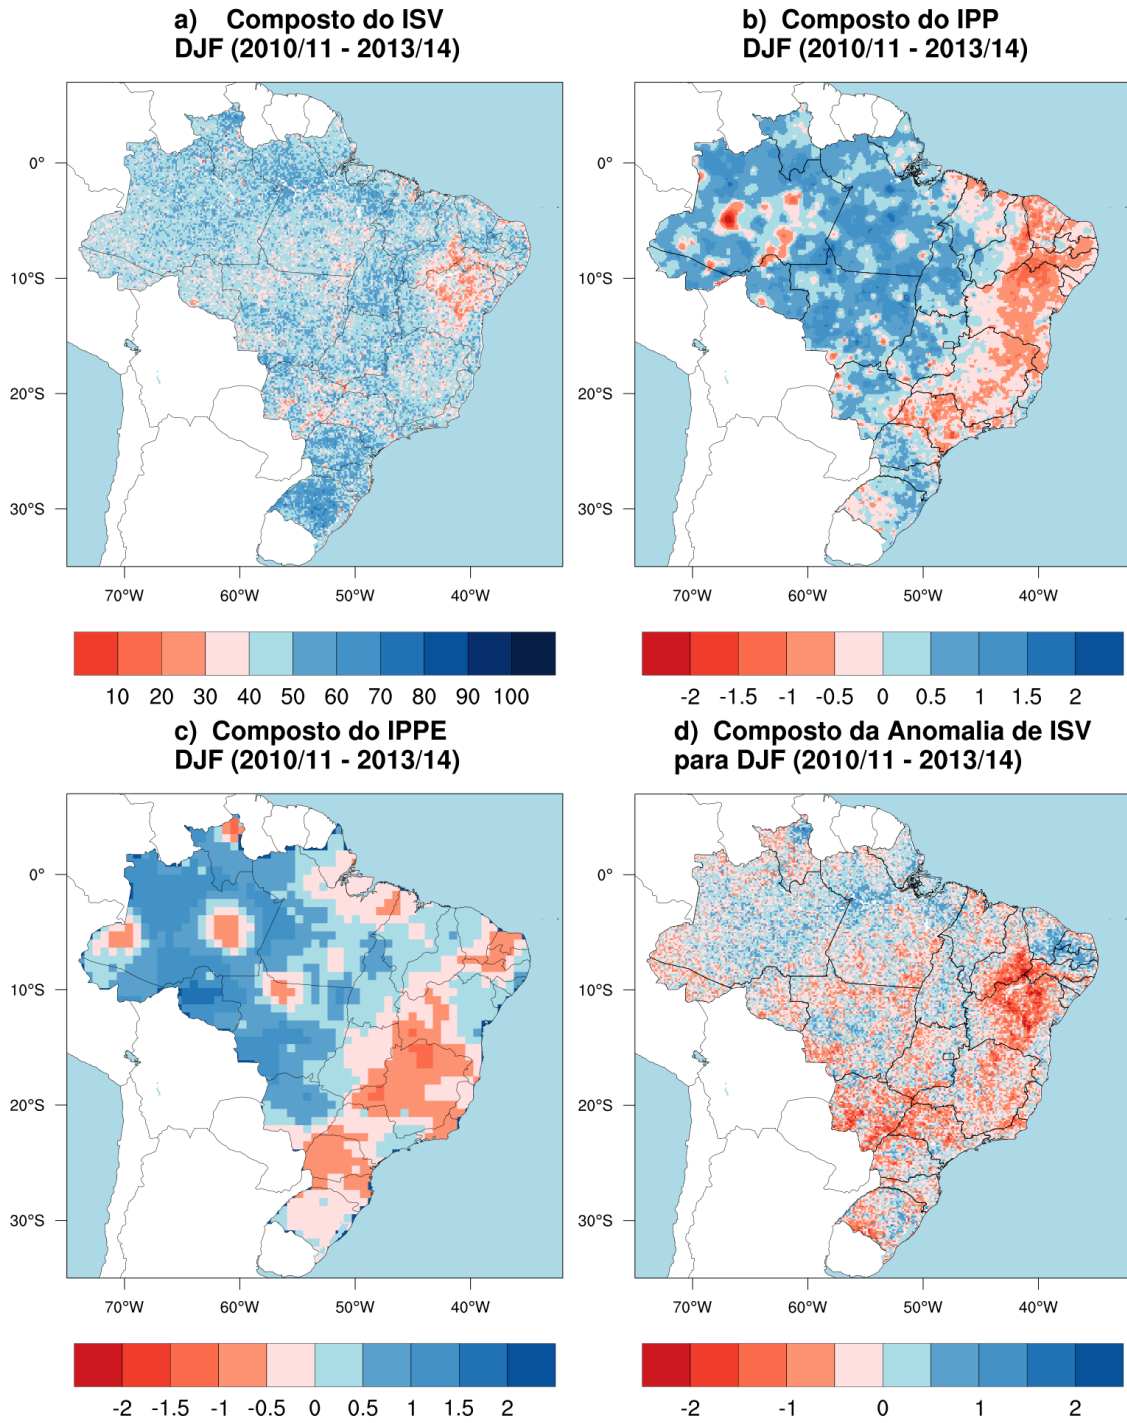 a) Composto do ISV
DJF (2010/11 - 2013/14)
b) Composto do IPP
DJF (2010/11 - 2013/14)
0°
10°S
20°S
30°S
70°W 60°W 50°W 40°W
0°
10°S
20°S
30°S
70°W 60°W 50°W 40°W
10 20 30 40 50 60 70 80 90 100
-2 -1.5 -1 -0.5 0 0.5 1 1.5 2
c) Composto do IPPE
DJF (2010/11 - 2013/14)
d) Composto da Anomalia de ISV
para DJF (2010/11 - 2013/14)
0°
10°S
20°S
30°S
70°W 60°W 50°W 40°W
0°
10°S
20°S
30°S
70°W 60°W 50°W 40°W
-2 -1.5 -1 -0.5 0 0.5 1 1.5 2
-2 -1 0 1 2